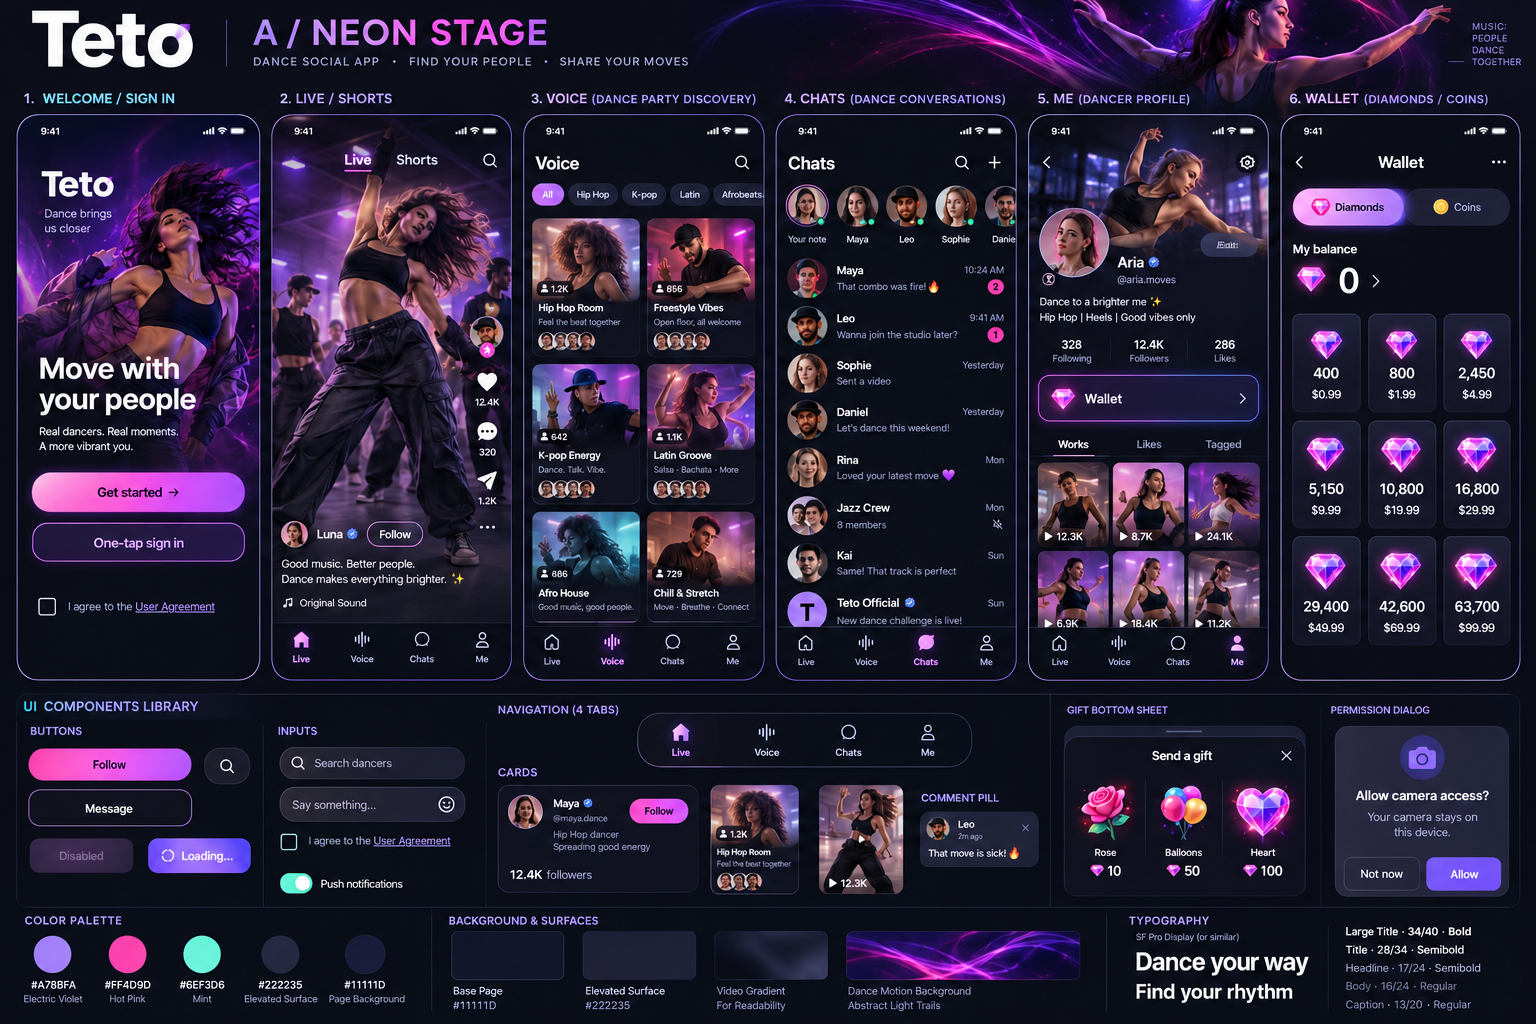 Teto
A / NEON STAGE
DANCE SOCIAL APP • FIND YOUR PEOPLE • SHARE YOUR MOVES
MUSIC:
PEOPLE
DANCE
TOGETHER
1. WELCOME / SIGN IN
9:41
Teto
Dance brings
us closer
Move with
your people
Real dancers. Real moments.
A more vibrant you.
Get started →
One-tap sign in
I agree to the User Agreement
2. LIVE / SHORTS
9:41
Live Shorts
12.4K
320
1.2K
Luna Follow
Good music. Better people.
Dance makes everything brighter. ✨
Original Sound
Live Voice Chats Me
3. VOICE (DANCE PARTY DISCOVERY)
9:41
Voice
All Hip Hop K-pop Latin Afrobeats
1.2K 856
Hip Hop Room Freestyle Vibes
Feel the beat together Open floor, all welcome
642 1.1K
K-pop Energy Latin Groove
Dance. Talk. Vibe. Salsa • Bachata • More
686 729
Afro House Chill & Stretch
Good music, good people. Move • Breathe • Connect
Live Voice Chats Me
4. CHATS (DANCE CONVERSATIONS)
9:41
Chats
Your note Maya Leo Sophie Danie
Maya 10:24 AM
That combo was fire! 🔥 2
Leo 9:41 AM
Wanna join the studio later? 1
Sophie Yesterday
Sent a video
Daniel Yesterday
Let's dance this weekend!
Rina Mon
Loved your latest move 💜
Jazz Crew Mon
8 members
Kai Sun
Same! That track is perfect
T Teto Official Sun
New dance challenge is live!
Live Voice Chats Me
5. ME (DANCER PROFILE)
9:41
Aria
@aria.moves
Dance to a brighter me ✨
Hip Hop | Heels | Good vibes only
328 12.4K 286
Following Followers Likes
Wallet
Works Likes Tagged
12.3K 8.7K 24.1K
6.9K 18.4K 11.2K
Live Voice Chats Me
6. WALLET (DIAMONDS / COINS)
9:41
Wallet
Diamonds Coins
My balance
0
400 800 2,450
$0.99 $1.99 $4.99
5,150 10,800 16,800
$9.99 $19.99 $29.99
29,400 42,600 63,700
$49.99 $69.99 $99.99
UI COMPONENTS LIBRARY
BUTTONS
Follow
Message
Disabled Loading...
INPUTS
Search dancers
Say something...
I agree to the User Agreement
Push notifications
NAVIGATION (4 TABS)
Live Voice Chats Me
CARDS
Maya Follow
@maya.dance
Hip Hop dancer
Spreading good energy
12.4K followers
1.2K
Hip Hop Room
Feel the beat together
12.3K
COMMENT PILL
Leo
2m ago
That move is sick! 🔥
GIFT BOTTOM SHEET
Send a gift
Rose Balloons Heart
10 50 100
PERMISSION DIALOG
Allow camera access?
Your camera stays on
this device.
Not now Allow
COLOR PALETTE
#A78BFA #FF4D9D #6EF3D6 #222235 #11111D
Electric Violet Hot Pink Mint Elevated Surface Page Background
BACKGROUND & SURFACES
Base Page Elevated Surface Video Gradient Dance Motion Background
#11111D #222235 For Readability Abstract Light Trails
TYPOGRAPHY
SF Pro Display (or similar)
Dance your way
Find your rhythm
Large Title · 34/40 · Bold
Title · 28/34 · Semibold
Headline · 17/24 · Semibold
Body · 16/24 · Regular
Caption · 13/20 · Regular